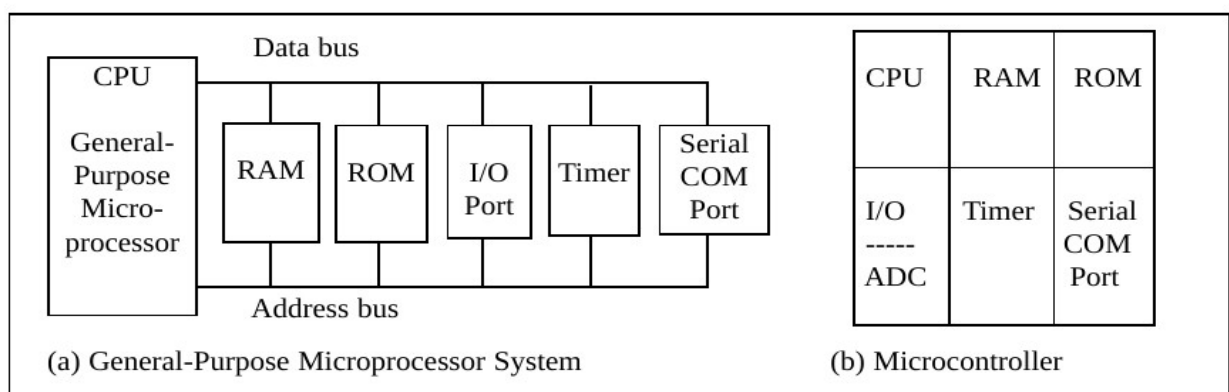 Data bus
CPU
General-
Purpose
Micro-
processor
RAM
ROM
I/O
Port
Timer
Serial
COM
Port
Address bus
(a) General-Purpose Microprocessor System
CPU
RAM
ROM
I/O
-----
ADC
Timer
Serial
COM
Port
(b) Microcontroller